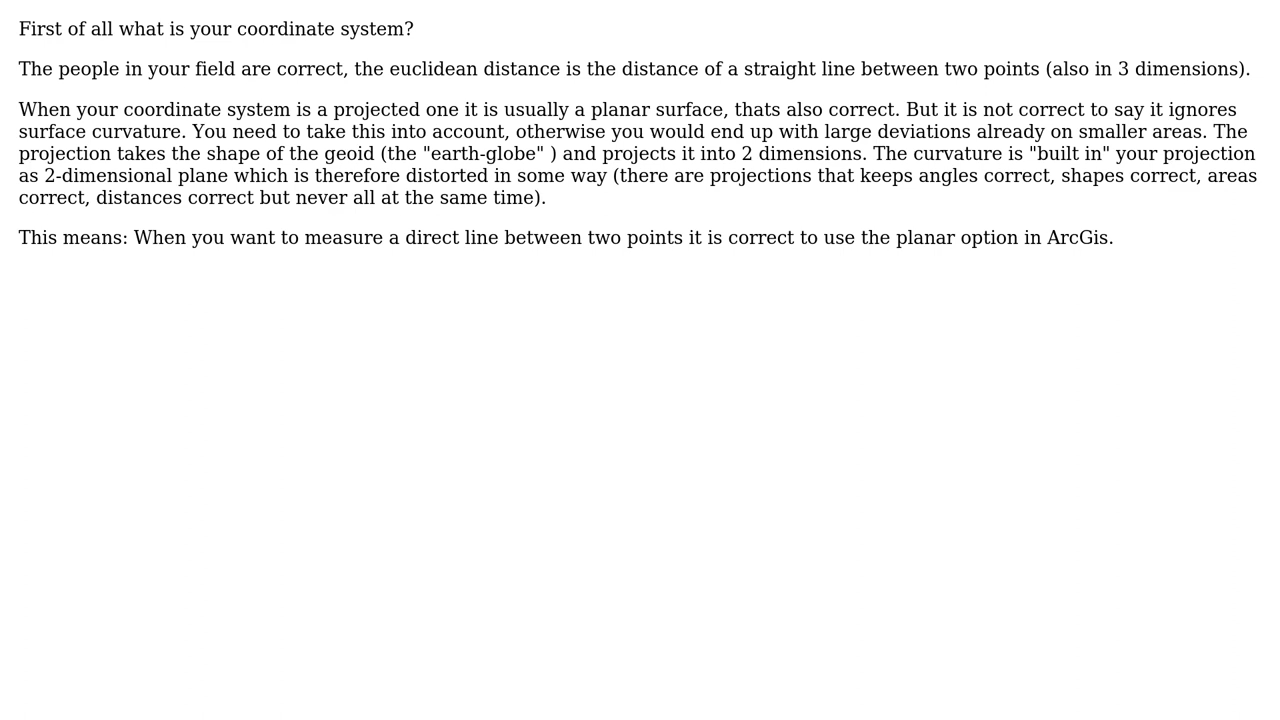 First of all what is your coordinate system?
The people in your field are correct, the euclidean distance is the distance of a straight line between two points (also in 3 dimensions).
When your coordinate system is a projected one it is usually a planar surface, thats also correct. But it is not correct to say it ignores
surface curvature. You need to take this into account, otherwise you would end up with large deviations already on smaller areas. The
projection takes the shape of the geoid (the "earth-globe" ) and projects it into 2 dimensions. The curvature is "built in" your projection
as 2-dimensional plane which is therefore distorted in some way (there are projections that keeps angles correct, shapes correct, areas
correct, distances correct but never all at the same time).
This means: When you want to measure a direct line between two points it is correct to use the planar option in ArcGis.